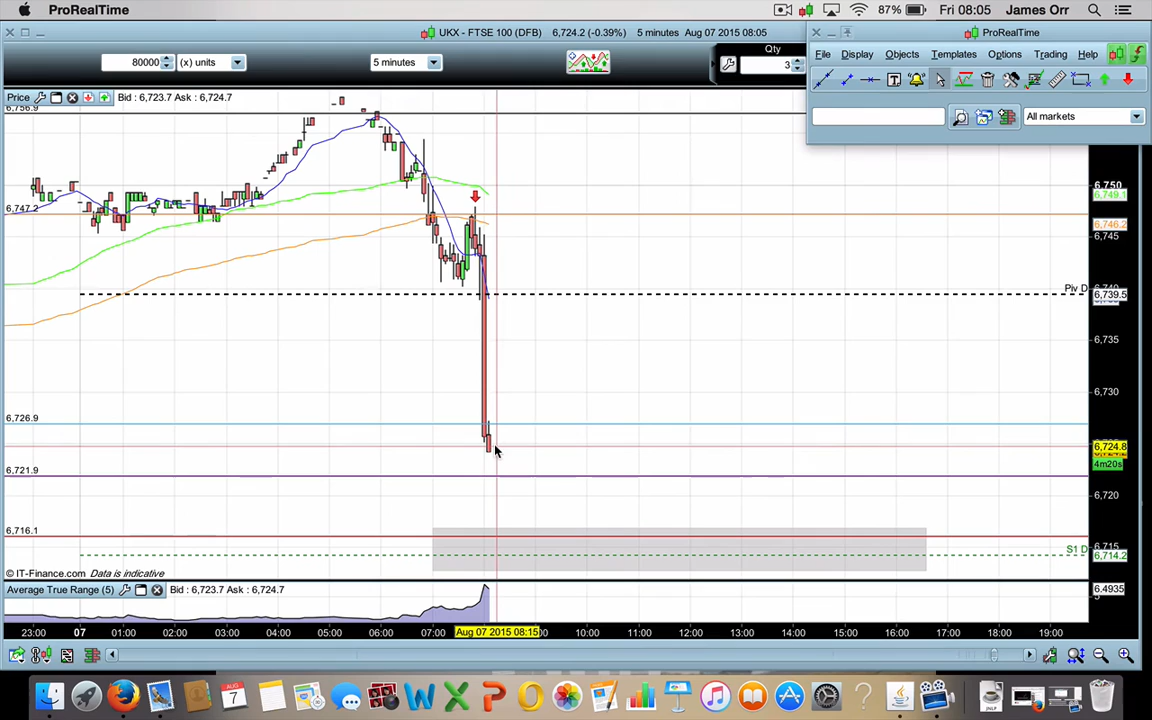 ProRealTime
87% Fri 08:05 James Orr
UKX - FTSE 100 (DFB) 6,724.2 (-0.39%) 5 minutes Aug 07 2015 08:05
ProRealTime
80000 (x) units
5 minutes
Qty
3
File Display Objects Templates Options Trading Help
All markets
Price Bid : 6,723.7 Ask : 6,724.7
6,756.9
6,750
6,749.1
6,747.2
6,746.2
6,745
Piv D
6,739.5
6,735
6,730
6,726.9
6,724.8
4m20s
6,721.9
6,720
6,716.1
6,715
S1 D
6,714.2
© IT-Finance.com Data is indicative
Average True Range (5) Bid : 6,723.7 Ask : 6,724.7
6.4935
23:00 07 01:00 02:00 03:00 04:00 05:00 06:00 07:00 Aug 07 2015 08:15 10:00 11:00 12:00 13:00 14:00 15:00 16:00 17:00 18:00 19:00